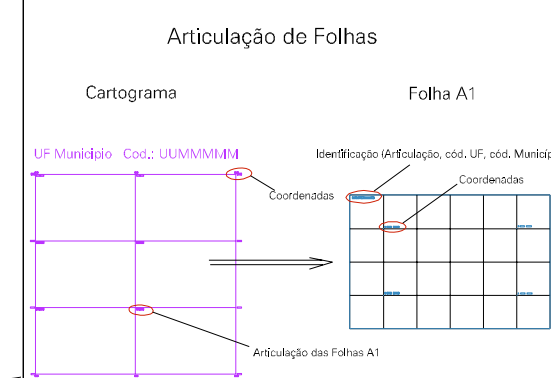 Articulação de Folhas
Cartograma
Folha A1
UF Municipio Cod.: UUMMMMM
Identificação (Articulação, cód. UF, cód. Municíp
Coordenadas
Coordenadas
Articulação das Folhas A1